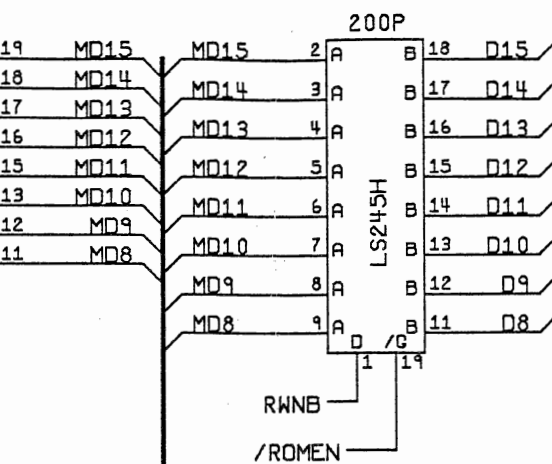 200P
19 MD15
MD15 2 A B 18 D15
18 MD14
MD14 3 A B 17 D14
17 MD13
MD13 4 A B 16 D13
16 MD12
MD12 5 A B 15 D12
15 MD11
MD11 6 A B 14 D11
13 MD10
MD10 7 A B 13 D10
12 MD9
MD9 8 A B 12 D9
11 MD8
MD8 9 A B 11 D8
LS245H
D /G
1 19
RWNB
/ROMEN